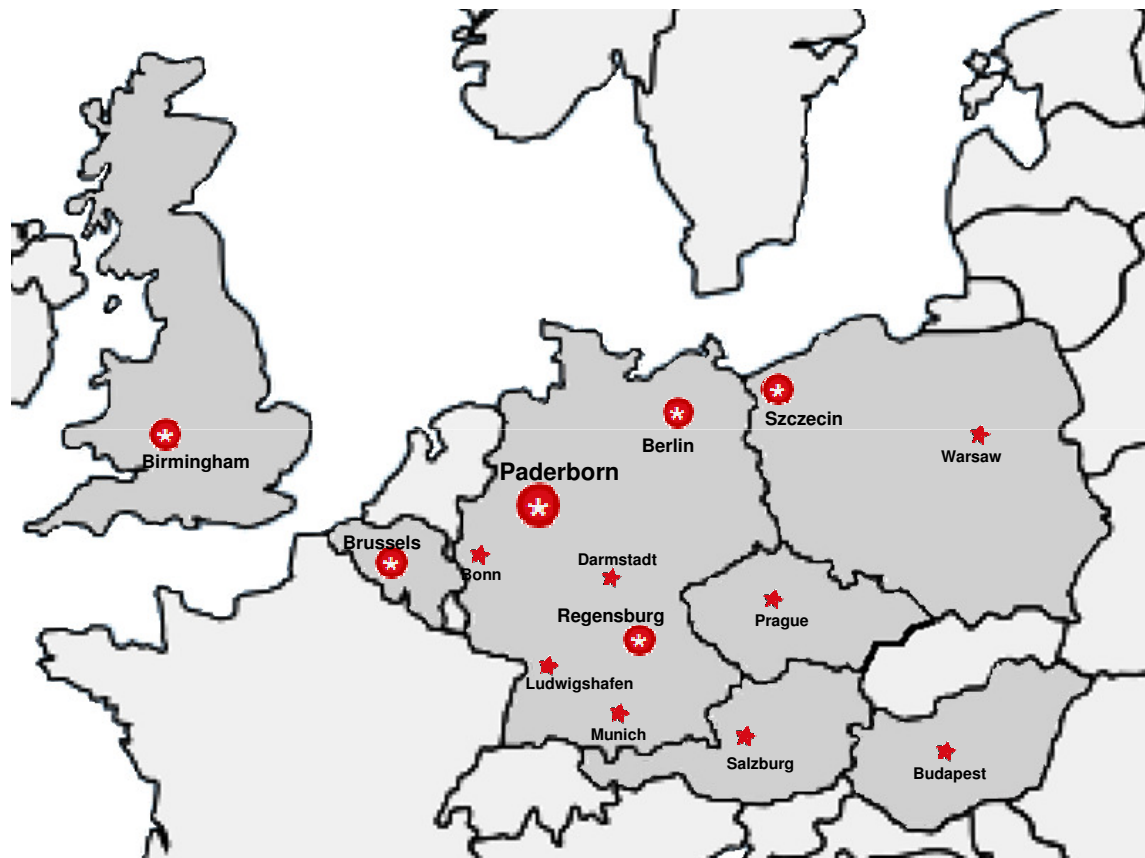 Szczecin
Berlin
Warsaw
Birmingham
Paderborn
Brussels
Darmstadt
Bonn
Regensburg
Prague
Ludwigshafen
Munich
Salzburg
Budapest